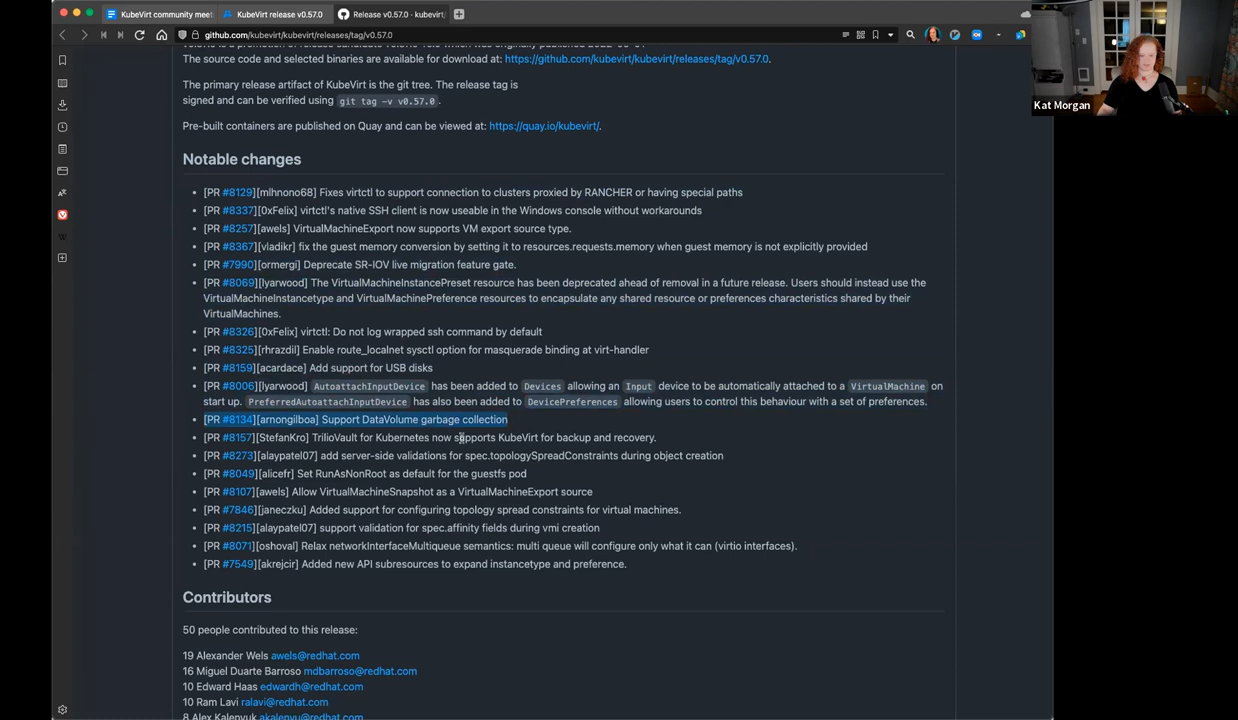 KubeVirt community mee
KubeVirt release v0.57.0
Release v0.57.0 · kubevirt/
github.com/kubevirt/kubevirt/releases/tag/v0.57.0
Kat Morgan
The source code and selected binaries are available for download at: https://github.com/kubevirt/kubevirt/releases/tag/v0.57.0.
The primary release artifact of KubeVirt is the git tree. The release tag is
signed and can be verified using git tag -v v0.57.0 .
Pre-built containers are published on Quay and can be viewed at: https://quay.io/kubevirt/.
Notable changes
[PR #8129][mlhnono68] Fixes virtctl to support connection to clusters proxied by RANCHER or having special paths
[PR #8337][0xFelix] virtctl's native SSH client is now useable in the Windows console without workarounds
[PR #8257][awels] VirtualMachineExport now supports VM export source type.
[PR #8367][vladikr] fix the guest memory conversion by setting it to resources.requests.memory when guest memory is not explicitly provided
[PR #7990][ormergi] Deprecate SR-IOV live migration feature gate.
[PR #8069][lyarwood] The VirtualMachineInstancePreset resource has been deprecated ahead of removal in a future release. Users should instead use the
VirtualMachineInstancetype and VirtualMachinePreference resources to encapsulate any shared resource or preferences characteristics shared by their
VirtualMachines.
[PR #8326][0xFelix] virtctl: Do not log wrapped ssh command by default
[PR #8325][rhrazdil] Enable route_localnet sysctl option for masquerade binding at virt-handler
[PR #8159][acardace] Add support for USB disks
[PR #8006][lyarwood] AutoattachInputDevice has been added to Devices allowing an Input device to be automatically attached to a VirtualMachine on
start up. PreferredAutoattachInputDevice has also been added to DevicePreferences allowing users to control this behaviour with a set of preferences.
[PR #8134][arnongilboa] Support DataVolume garbage collection
[PR #8157][StefanKro] TrilioVault for Kubernetes now supports KubeVirt for backup and recovery.
[PR #8273][alaypatel07] add server-side validations for spec.topologySpreadConstraints during object creation
[PR #8049][alicefr] Set RunAsNonRoot as default for the guestfs pod
[PR #8107][awels] Allow VirtualMachineSnapshot as a VirtualMachineExport source
[PR #7846][janeczku] Added support for configuring topology spread constraints for virtual machines.
[PR #8215][alaypatel07] support validation for spec.affinity fields during vmi creation
[PR #8071][oshoval] Relax networkInterfaceMultiqueue semantics: multi queue will configure only what it can (virtio interfaces).
[PR #7549][akrejcir] Added new API subresources to expand instancetype and preference.
Contributors
50 people contributed to this release:
19 Alexander Wels awels@redhat.com
16 Miguel Duarte Barroso mdbarroso@redhat.com
10 Edward Haas edwardh@redhat.com
10 Ram Lavi ralavi@redhat.com
8 Alex Kalenyuk akalenyu@redhat.com